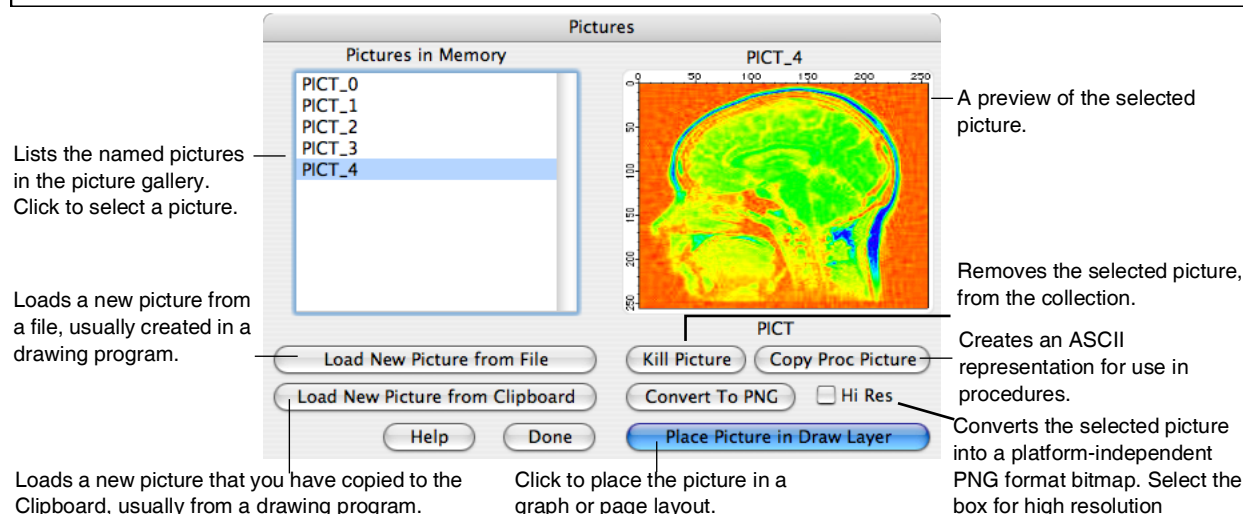 Pictures
Pictures in Memory
PICT_4
PICT_0
PICT_1
PICT_2
PICT_3
PICT_4
0 50 100 150 200 250
0
50
100
150
200
250
A preview of the selected
picture.
Lists the named pictures
in the picture gallery.
Click to select a picture.
Removes the selected picture,
from the collection.
Loads a new picture from
a file, usually created in a
drawing program.
PICT
Load New Picture from File
Kill Picture
Copy Proc Picture
Creates an ASCII
representation for use in
procedures.
Load New Picture from Clipboard
Convert To PNG
Hi Res
Help
Done
Place Picture in Draw Layer
Converts the selected picture
into a platform-independent
PNG format bitmap. Select the
box for high resolution
Loads a new picture that you have copied to the
Clipboard, usually from a drawing program.
Click to place the picture in a
graph or page layout.